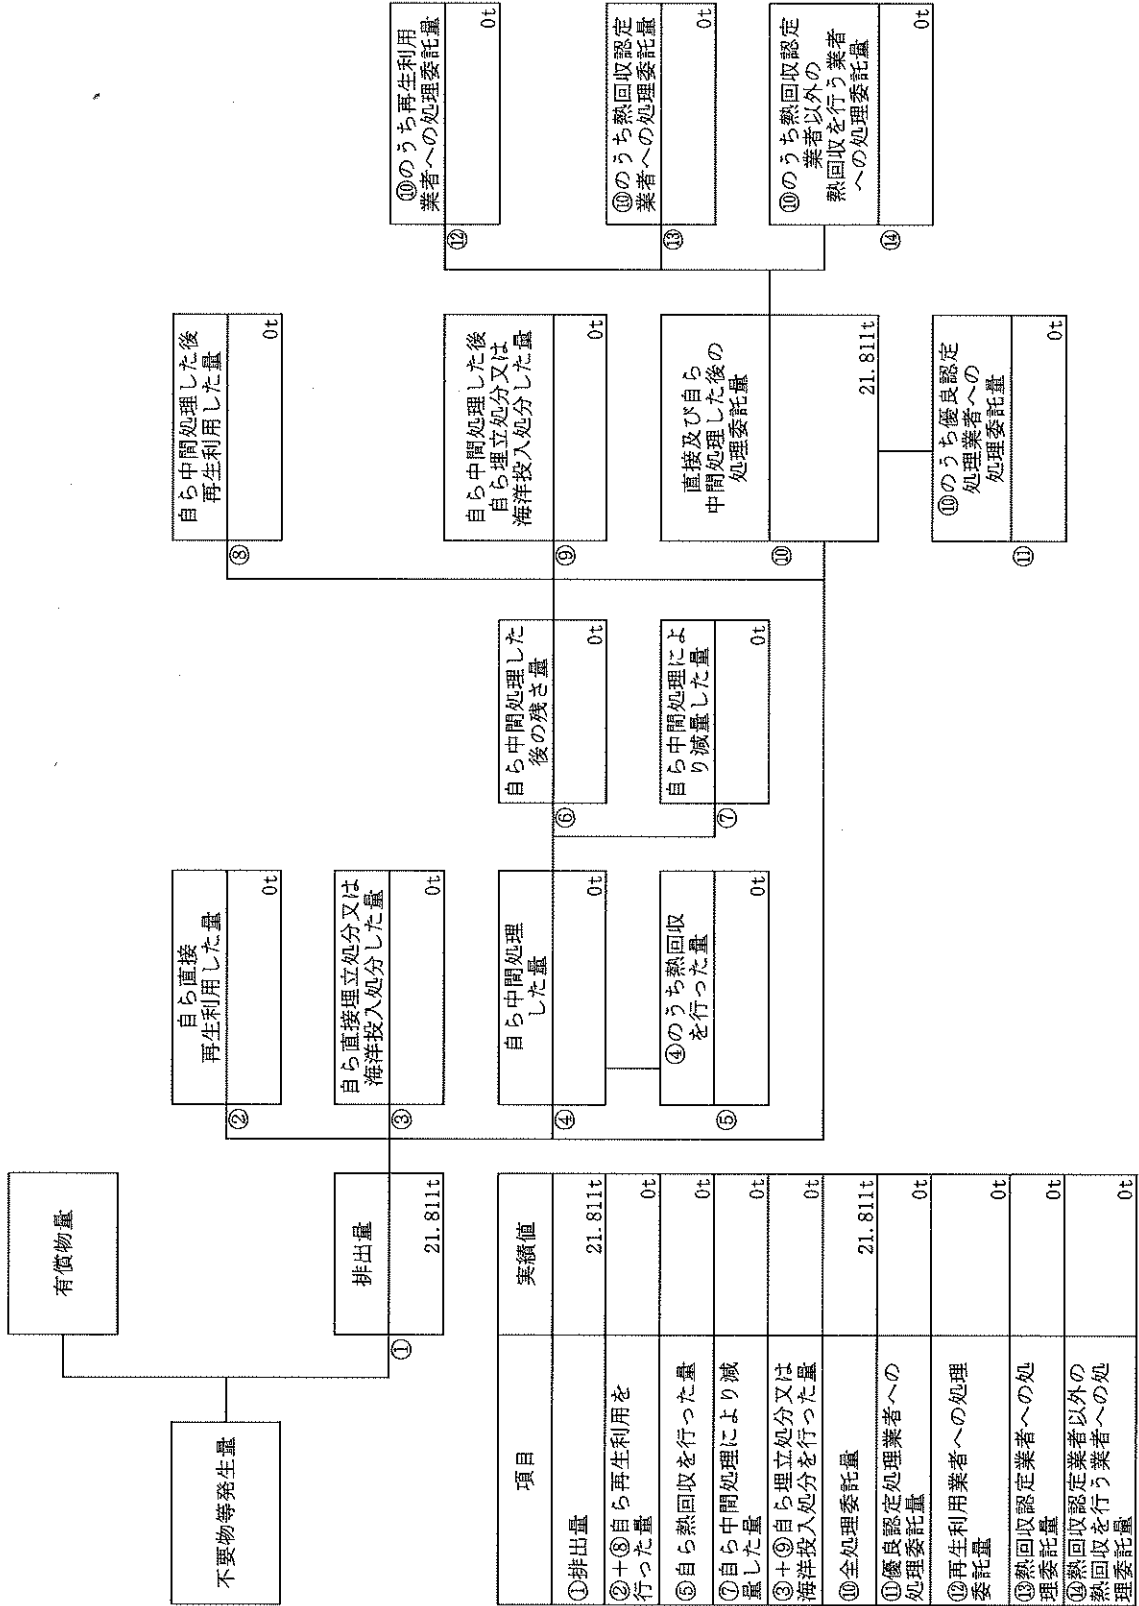 不要物等発生量
有償物量
①
排出量
21.811t
②
自ら直接
再生利用した量
0t
③
自ら直接埋立処分又は
海洋投入処分した量
0t
④
自ら中間処理
した量
0t
⑤
④のうち熱回収
を行った量
0t
⑥
自ら中間処理した
後の残さ量
0t
⑦
自ら中間処理によ
り減量した量
0t
⑧
自ら中間処理した後
再生利用した量
0t
⑨
自ら中間処理した後
自ら埋立処分又は
海洋投入処分した量
0t
⑩
直接及び自ら
中間処理した後の
処理委託量
21.811t
⑪
⑩のうち優良認定
処理業者への
処理委託量
0t
⑫
⑩のうち再生利用
業者への処理委託量
0t
⑬
⑩のうち熱回収認定
業者への処理委託量
0t
⑭
⑩のうち熱回収認定
業者以外の
熱回収を行う業者
への処理委託量
0t
項目
実績値
①排出量
21.811t
②+⑧自ら再生利用を
行った量
0t
⑤自ら熱回収を行った量
0t
⑦自ら中間処理により減
量した量
0t
③+⑨自ら埋立処分又は
海洋投入処分を行った量
0t
⑩全処理委託量
21.811t
⑪優良認定処理業者への
処理委託量
0t
⑫再生利用業者への処理
委託量
0t
⑬熱回収認定業者への処
理委託量
0t
⑭熱回収認定業者以外の
熱回収を行う業者への処
理委託量
0t